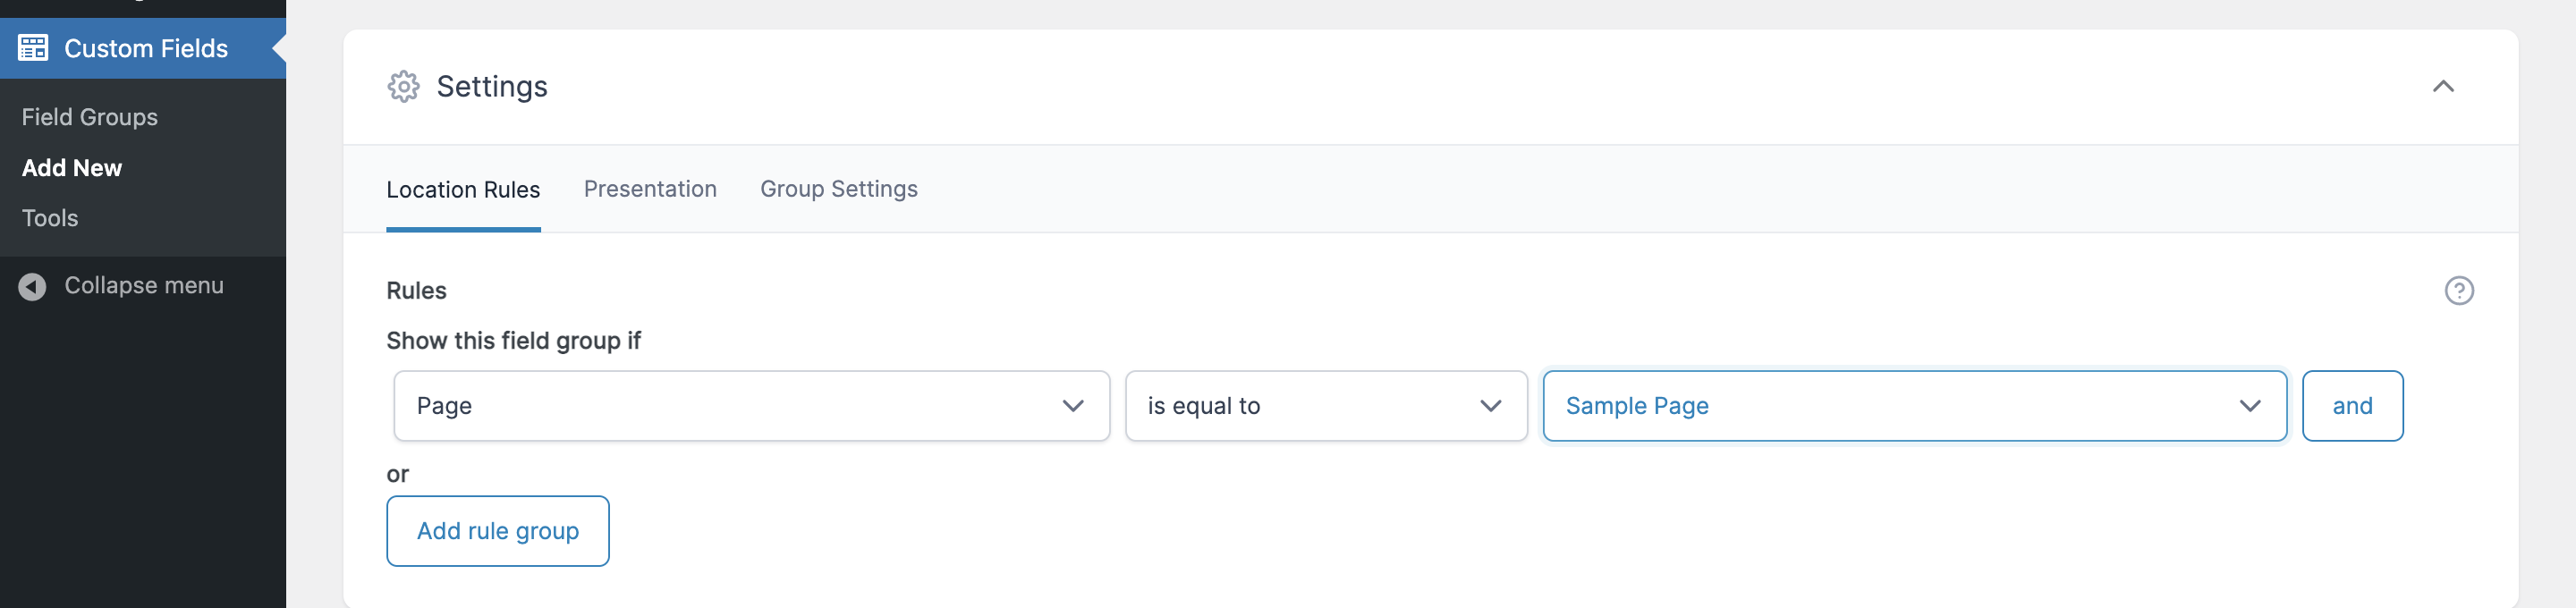 Custom Fields
Field Groups
Add New
Tools
Collapse menu
Settings
Location Rules Presentation Group Settings
Rules
Show this field group if
Page is equal to Sample Page and
or
Add rule group